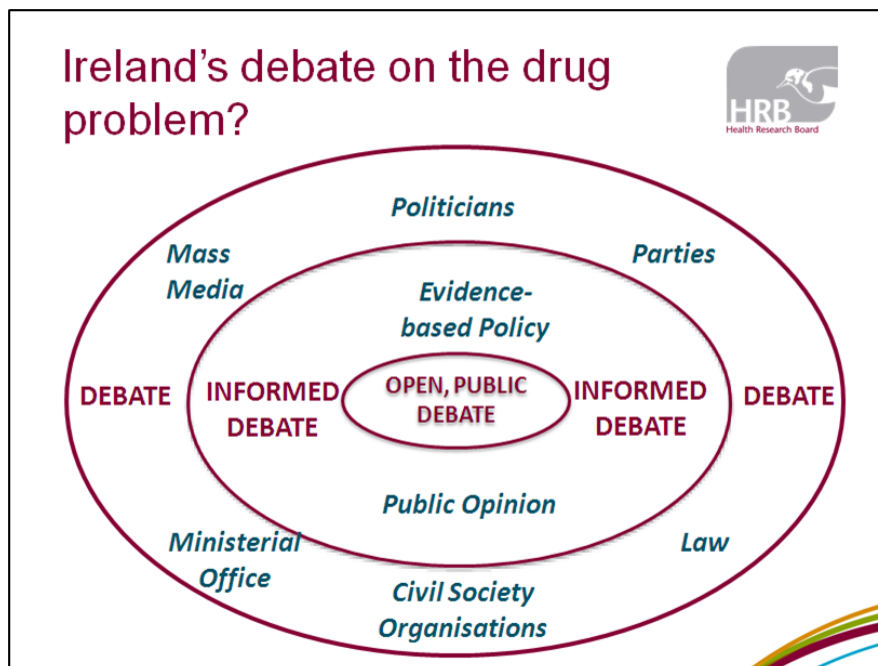 Ireland's debate on the drug
problem?
HRB
Health Research Board
Politicians
Mass
Media
Parties
Evidence-
based Policy
DEBATE
INFORMED
DEBATE
OPEN, PUBLIC
DEBATE
INFORMED
DEBATE
DEBATE
Public Opinion
Ministerial
Office
Law
Civil Society
Organisations